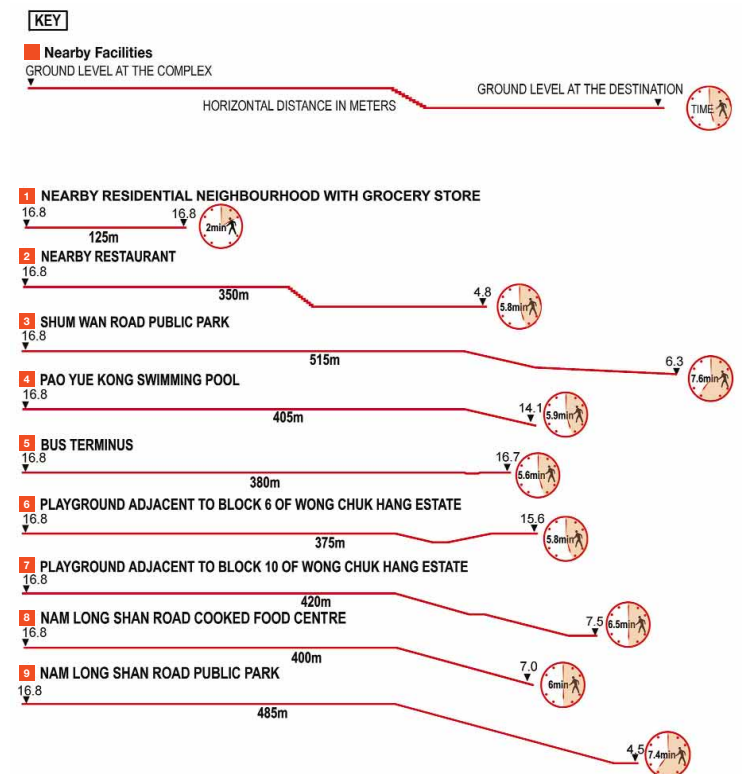 KEY
Nearby Facilities
GROUND LEVEL AT THE COMPLEX
GROUND LEVEL AT THE DESTINATION
HORIZONTAL DISTANCE IN METERS
TIME
1 NEARBY RESIDENTIAL NEIGHBOURHOOD WITH GROCERY STORE
16.8 16.8
125m
2min
2 NEARBY RESTAURANT
16.8
350m
4.8
5.8min
3 SHUM WAN ROAD PUBLIC PARK
16.8
515m
6.3
7.6min
4 PAO YUE KONG SWIMMING POOL
16.8
405m
14.1
5.9min
5 BUS TERMINUS
16.8
380m
16.7
5.6min
6 PLAYGROUND ADJACENT TO BLOCK 6 OF WONG CHUK HANG ESTATE
16.8
375m
15.6
5.8min
7 PLAYGROUND ADJACENT TO BLOCK 10 OF WONG CHUK HANG ESTATE
16.8
420m
7.5
6.5min
8 NAM LONG SHAN ROAD COOKED FOOD CENTRE
16.8
400m
7.0
6min
9 NAM LONG SHAN ROAD PUBLIC PARK
16.8
485m
4.5
7.4min